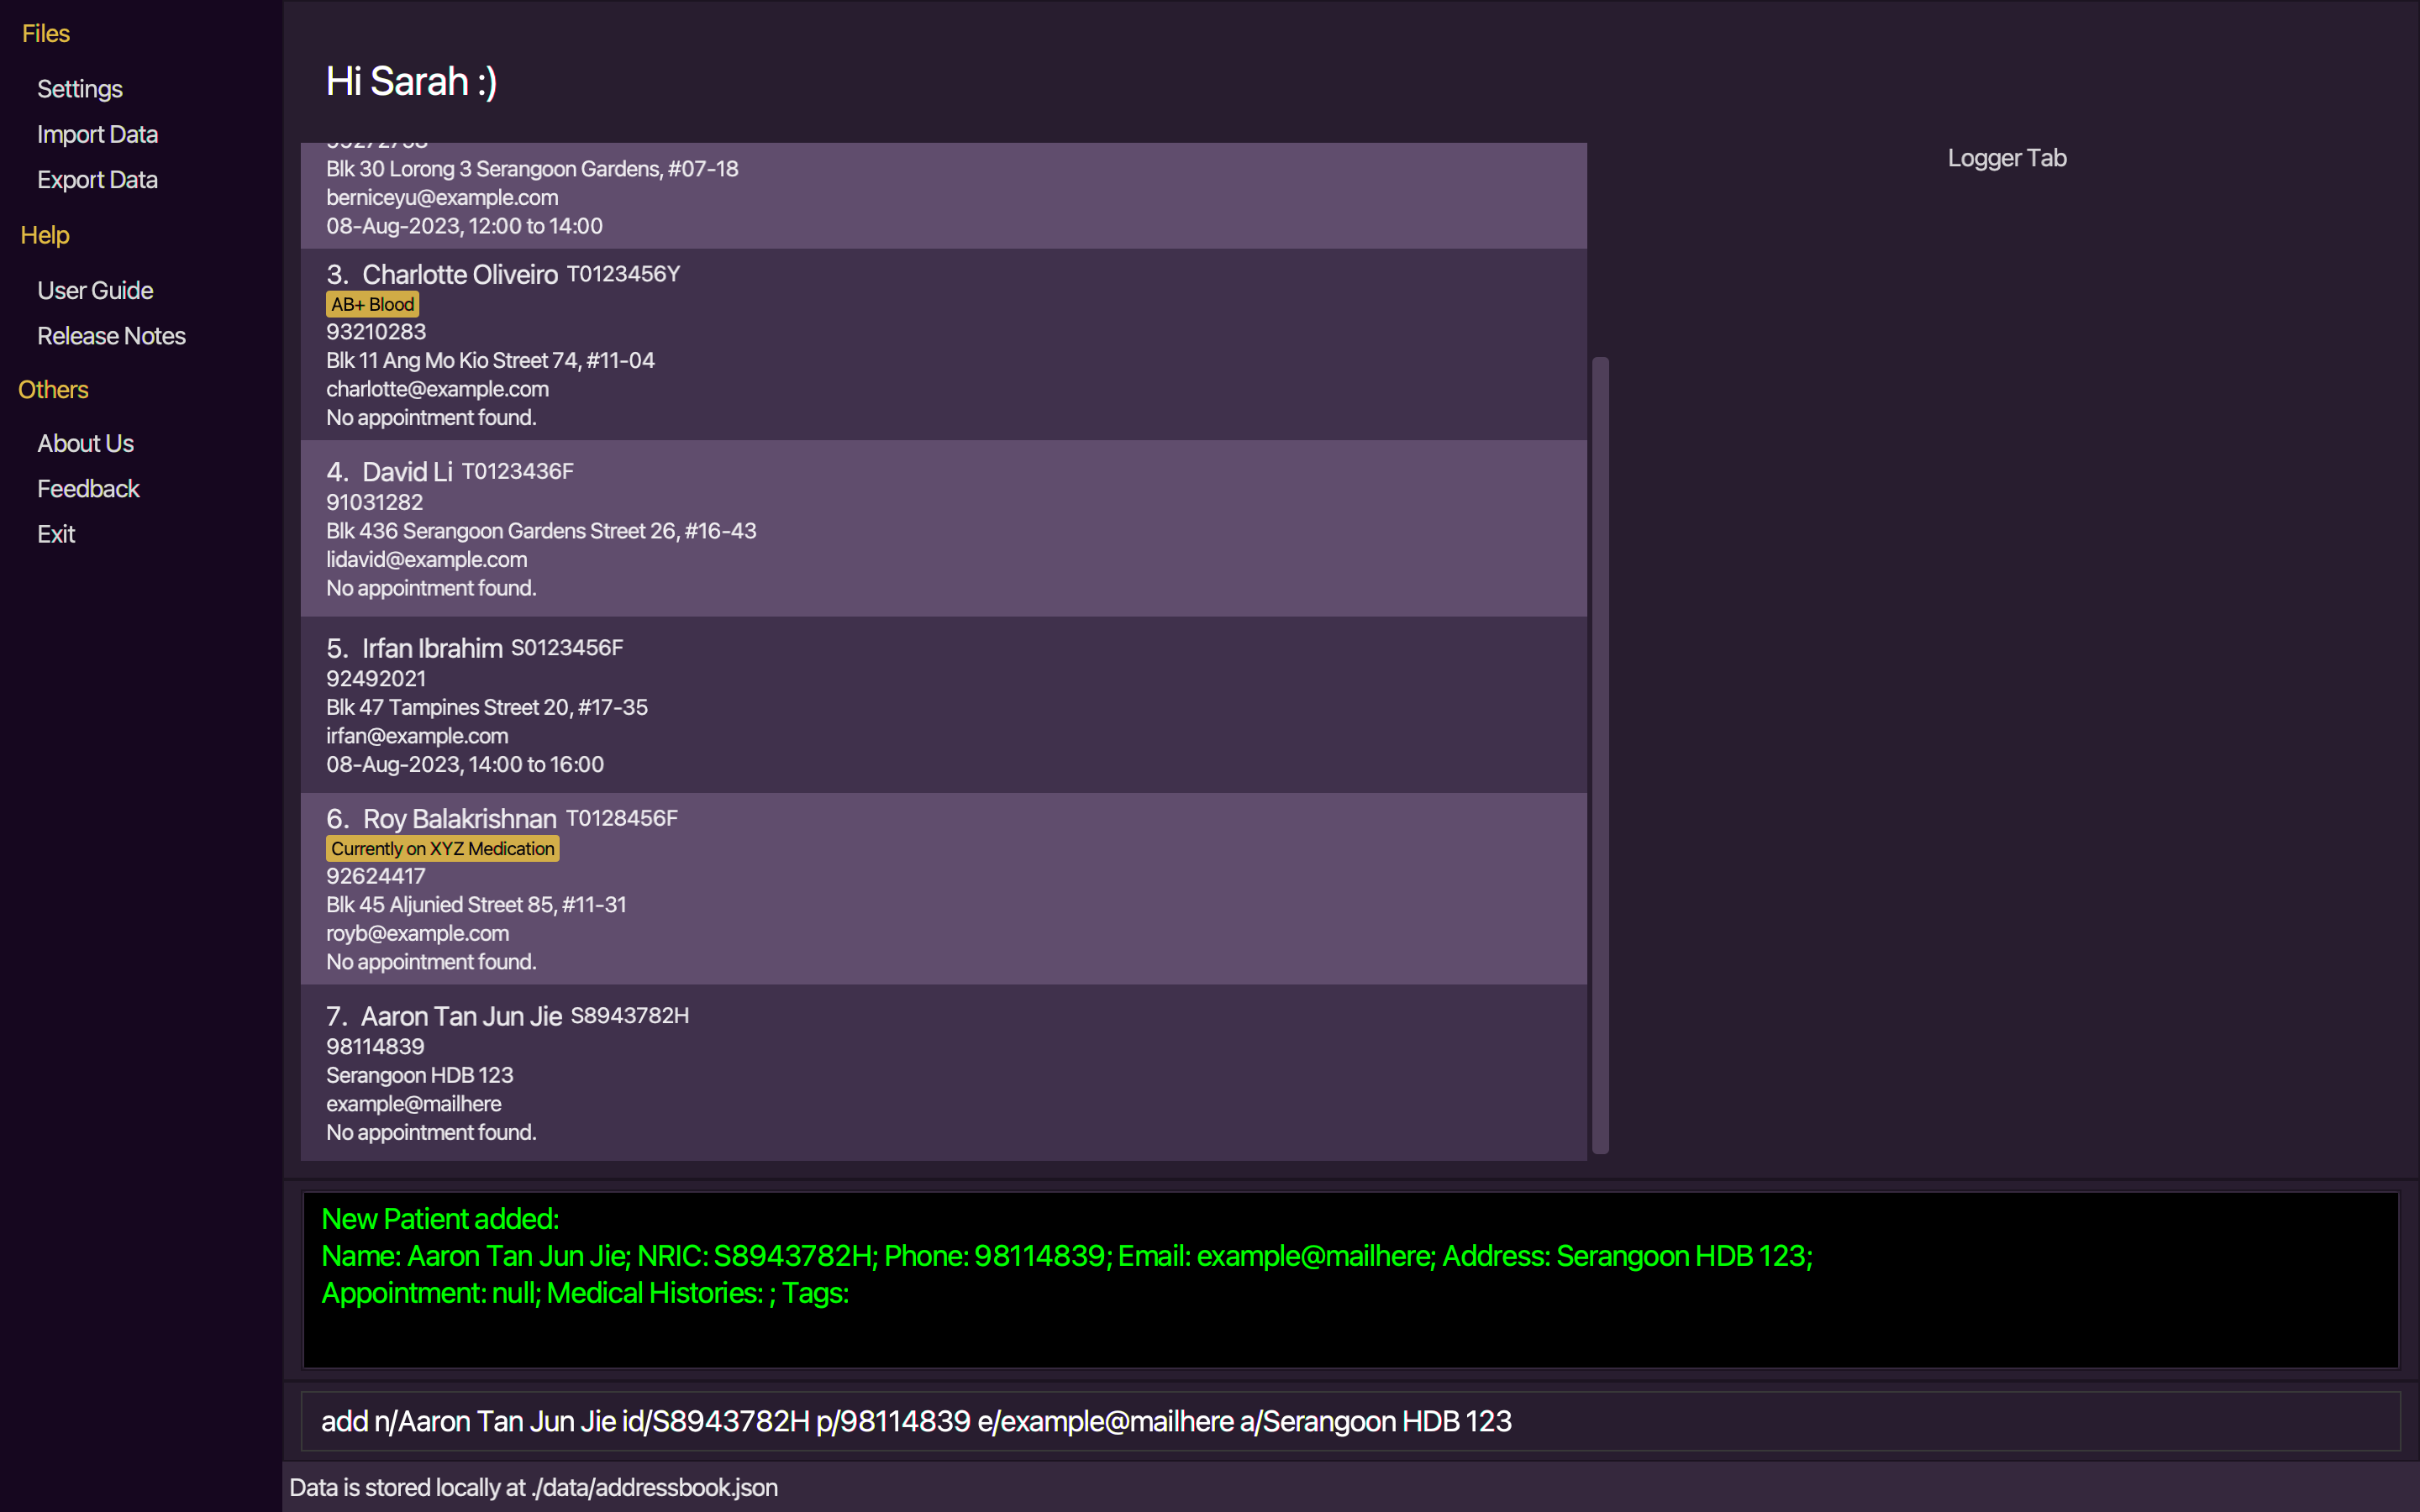 Files
Settings
Import Data
Export Data
Help
User Guide
Release Notes
Others
About Us
Feedback
Exit
Hi Sarah :)
Blk 30 Lorong 3 Serangoon Gardens, #07-18
berniceyu@example.com
08-Aug-2023, 12:00 to 14:00
3. Charlotte Oliveiro T0123456Y
AB+ Blood
93210283
Blk 11 Ang Mo Kio Street 74, #11-04
charlotte@example.com
No appointment found.
4. David Li T0123436F
91031282
Blk 436 Serangoon Gardens Street 26, #16-43
lidavid@example.com
No appointment found.
5. Irfan Ibrahim S0123456F
92492021
Blk 47 Tampines Street 20, #17-35
irfan@example.com
08-Aug-2023, 14:00 to 16:00
6. Roy Balakrishnan T0128456F
Currently on XYZ Medication
92624417
Blk 45 Aljunied Street 85, #11-31
royb@example.com
No appointment found.
7. Aaron Tan Jun Jie S8943782H
98114839
Serangoon HDB 123
example@mailhere
No appointment found.
Logger Tab
New Patient added:
Name: Aaron Tan Jun Jie; NRIC: S8943782H; Phone: 98114839; Email: example@mailhere; Address: Serangoon HDB 123;
Appointment: null; Medical Histories: ; Tags:
add n/Aaron Tan Jun Jie id/S8943782H p/98114839 e/example@mailhere a/Serangoon HDB 123
Data is stored locally at ./data/addressbook.json